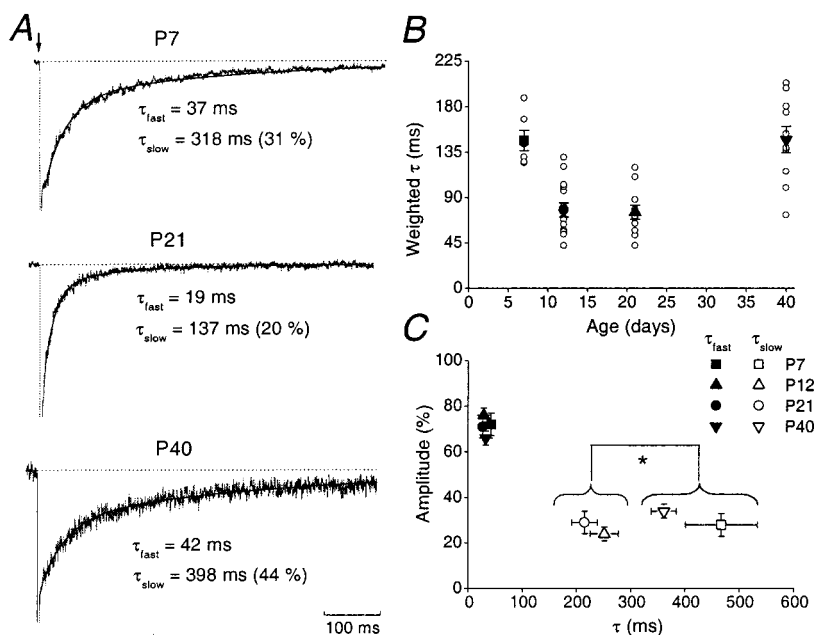 A
P7
τfast = 37 ms
τslow = 318 ms (31 %)
P21
τfast = 19 ms
τslow = 137 ms (20 %)
P40
τfast = 42 ms
τslow = 398 ms (44 %)
100 ms
B
Weighted τ (ms)
225
180
135
90
45
0
0 5 10 15 20 25 30 35 40
Age (days)
C
τfast τslow
P7
P12
P21
P40
Amplitude (%)
100
80
60
40
20
0
*
0 100 200 300 400 500 600
τ (ms)